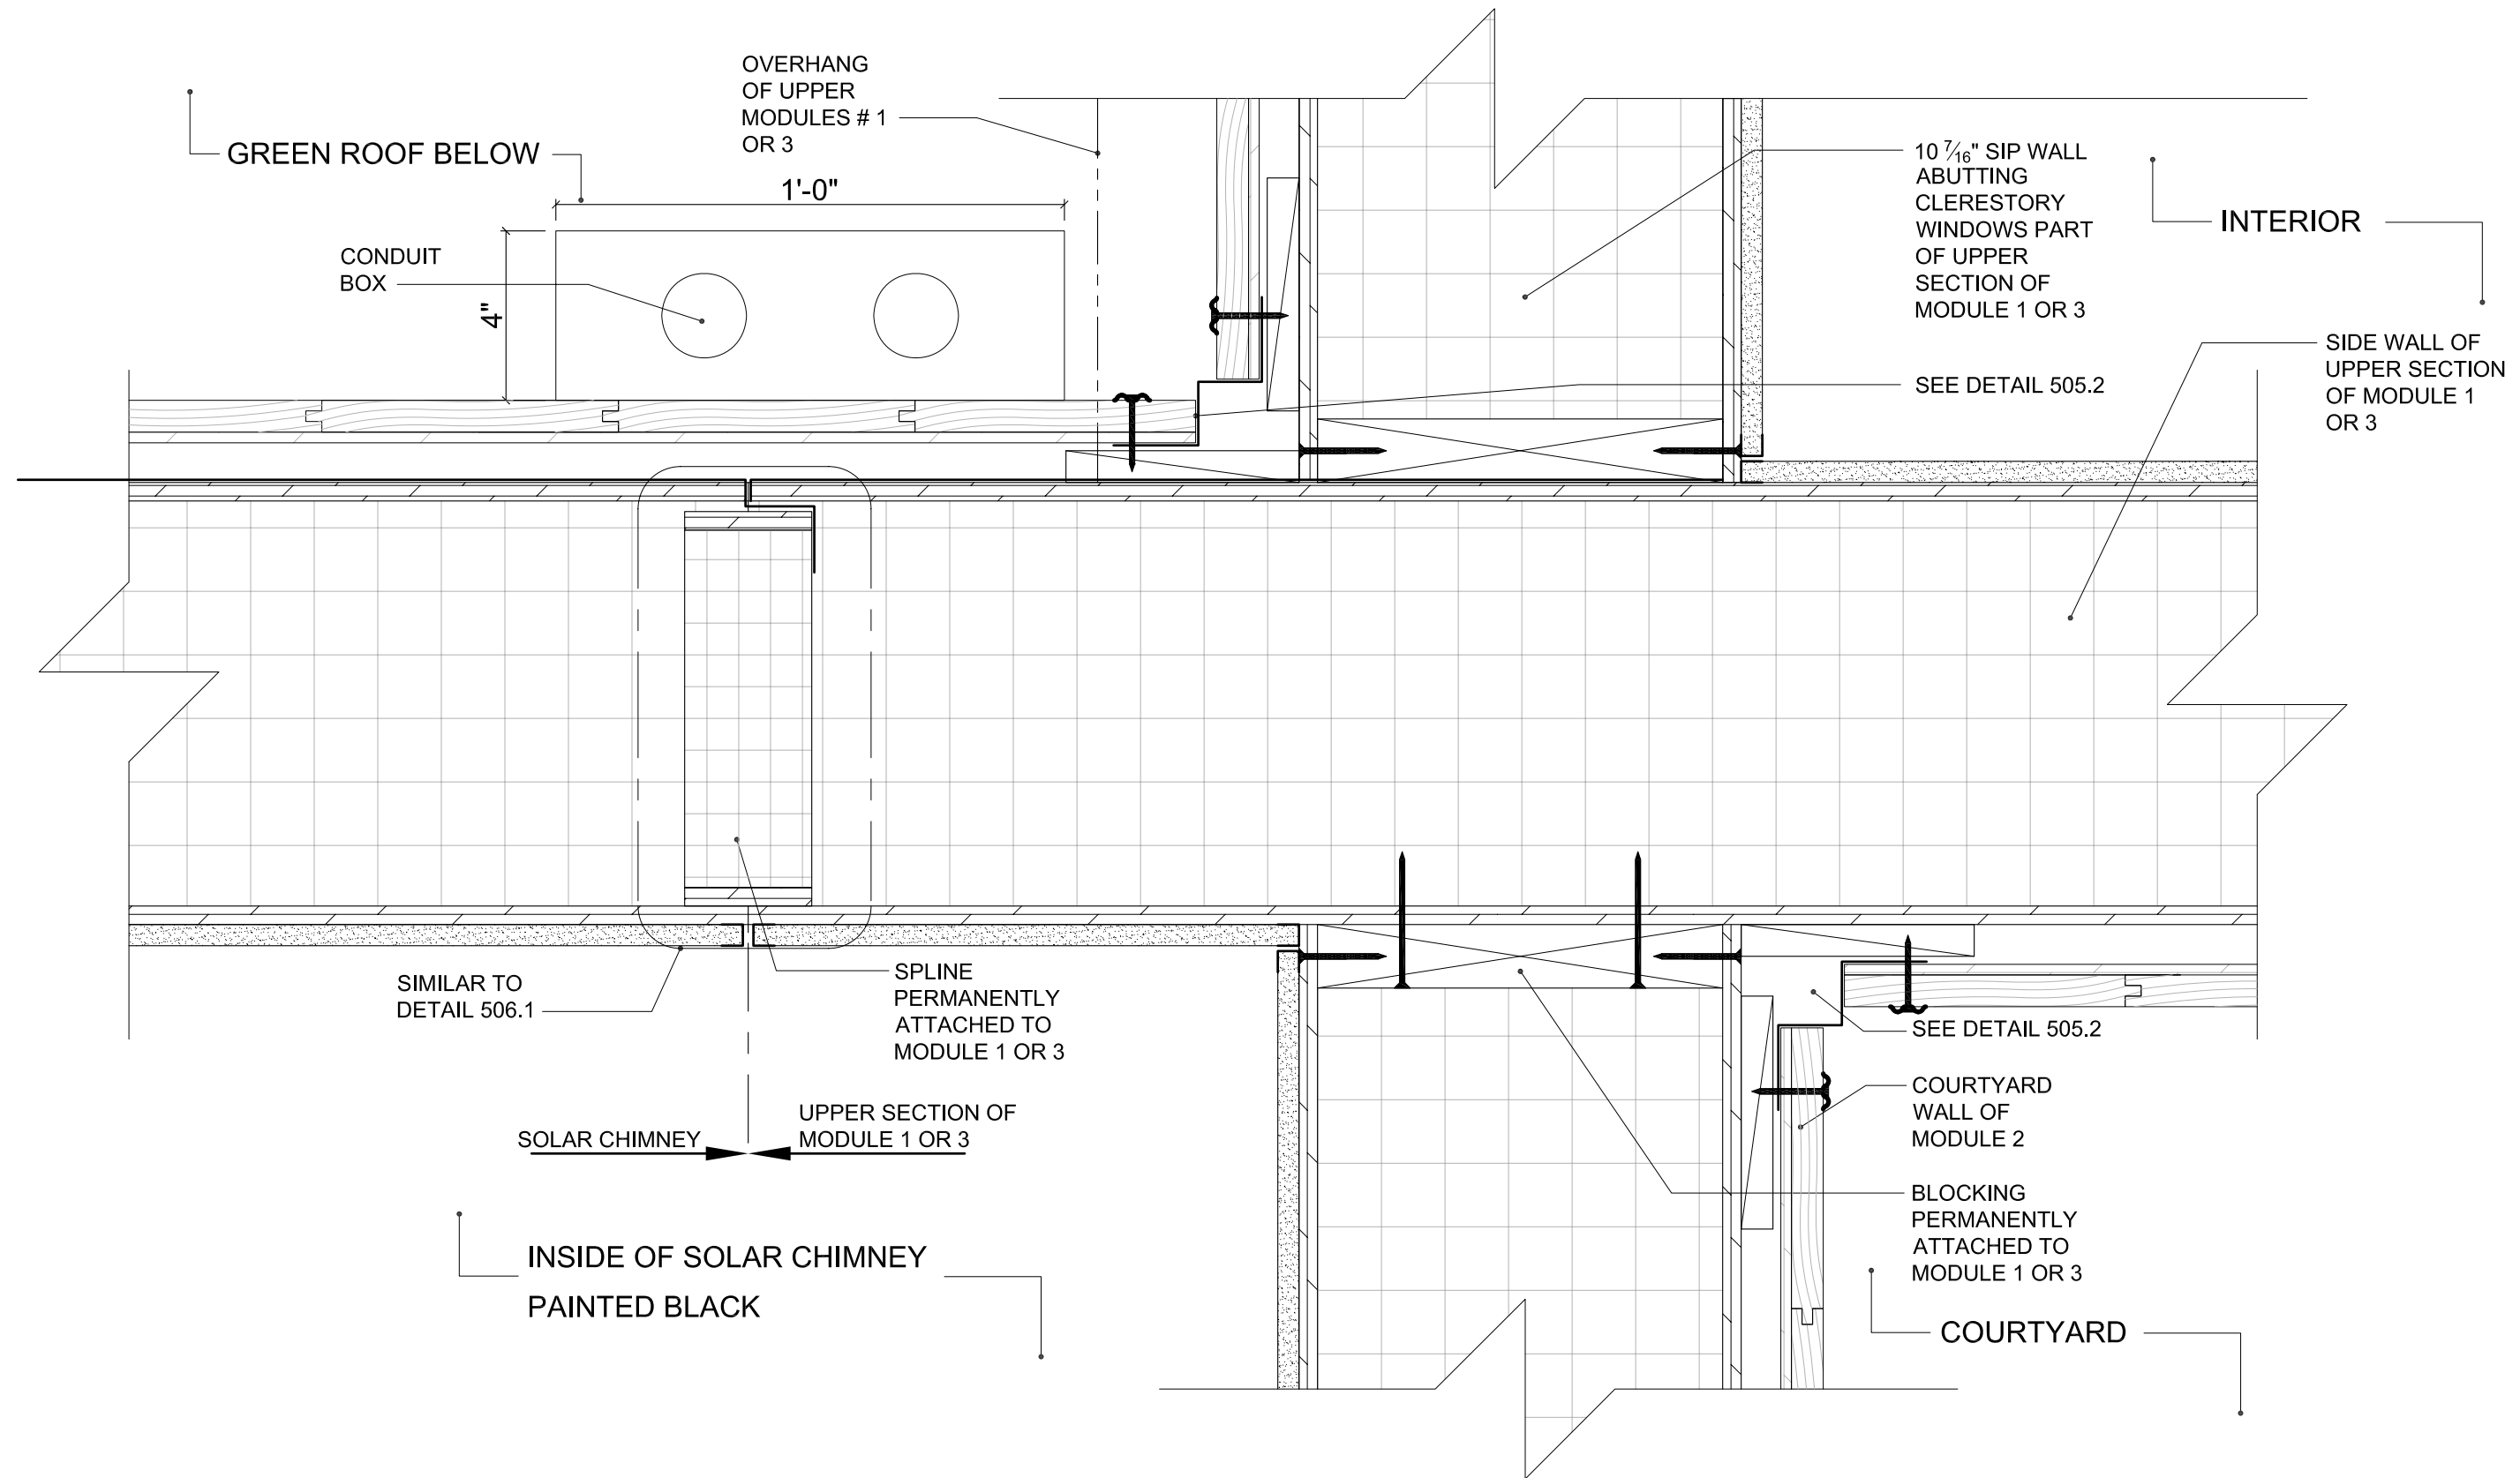 OVERHANG
OF UPPER
MODULES # 1
OR 3
GREEN ROOF BELOW
1'-0"
CONDUIT
BOX
4"
10 7/16" SIP WALL
ABUTTING
CLERESTORY
WINDOWS PART
OF UPPER
SECTION OF
MODULE 1 OR 3
INTERIOR
SIDE WALL OF
UPPER SECTION
OF MODULE 1
OR 3
SEE DETAIL 505.2
SIMILAR TO
DETAIL 506.1
SPLINE
PERMANENTLY
ATTACHED TO
MODULE 1 OR 3
SOLAR CHIMNEY
UPPER SECTION OF
MODULE 1 OR 3
INSIDE OF SOLAR CHIMNEY
PAINTED BLACK
SEE DETAIL 505.2
COURTYARD
WALL OF
MODULE 2
BLOCKING
PERMANENTLY
ATTACHED TO
MODULE 1 OR 3
COURTYARD